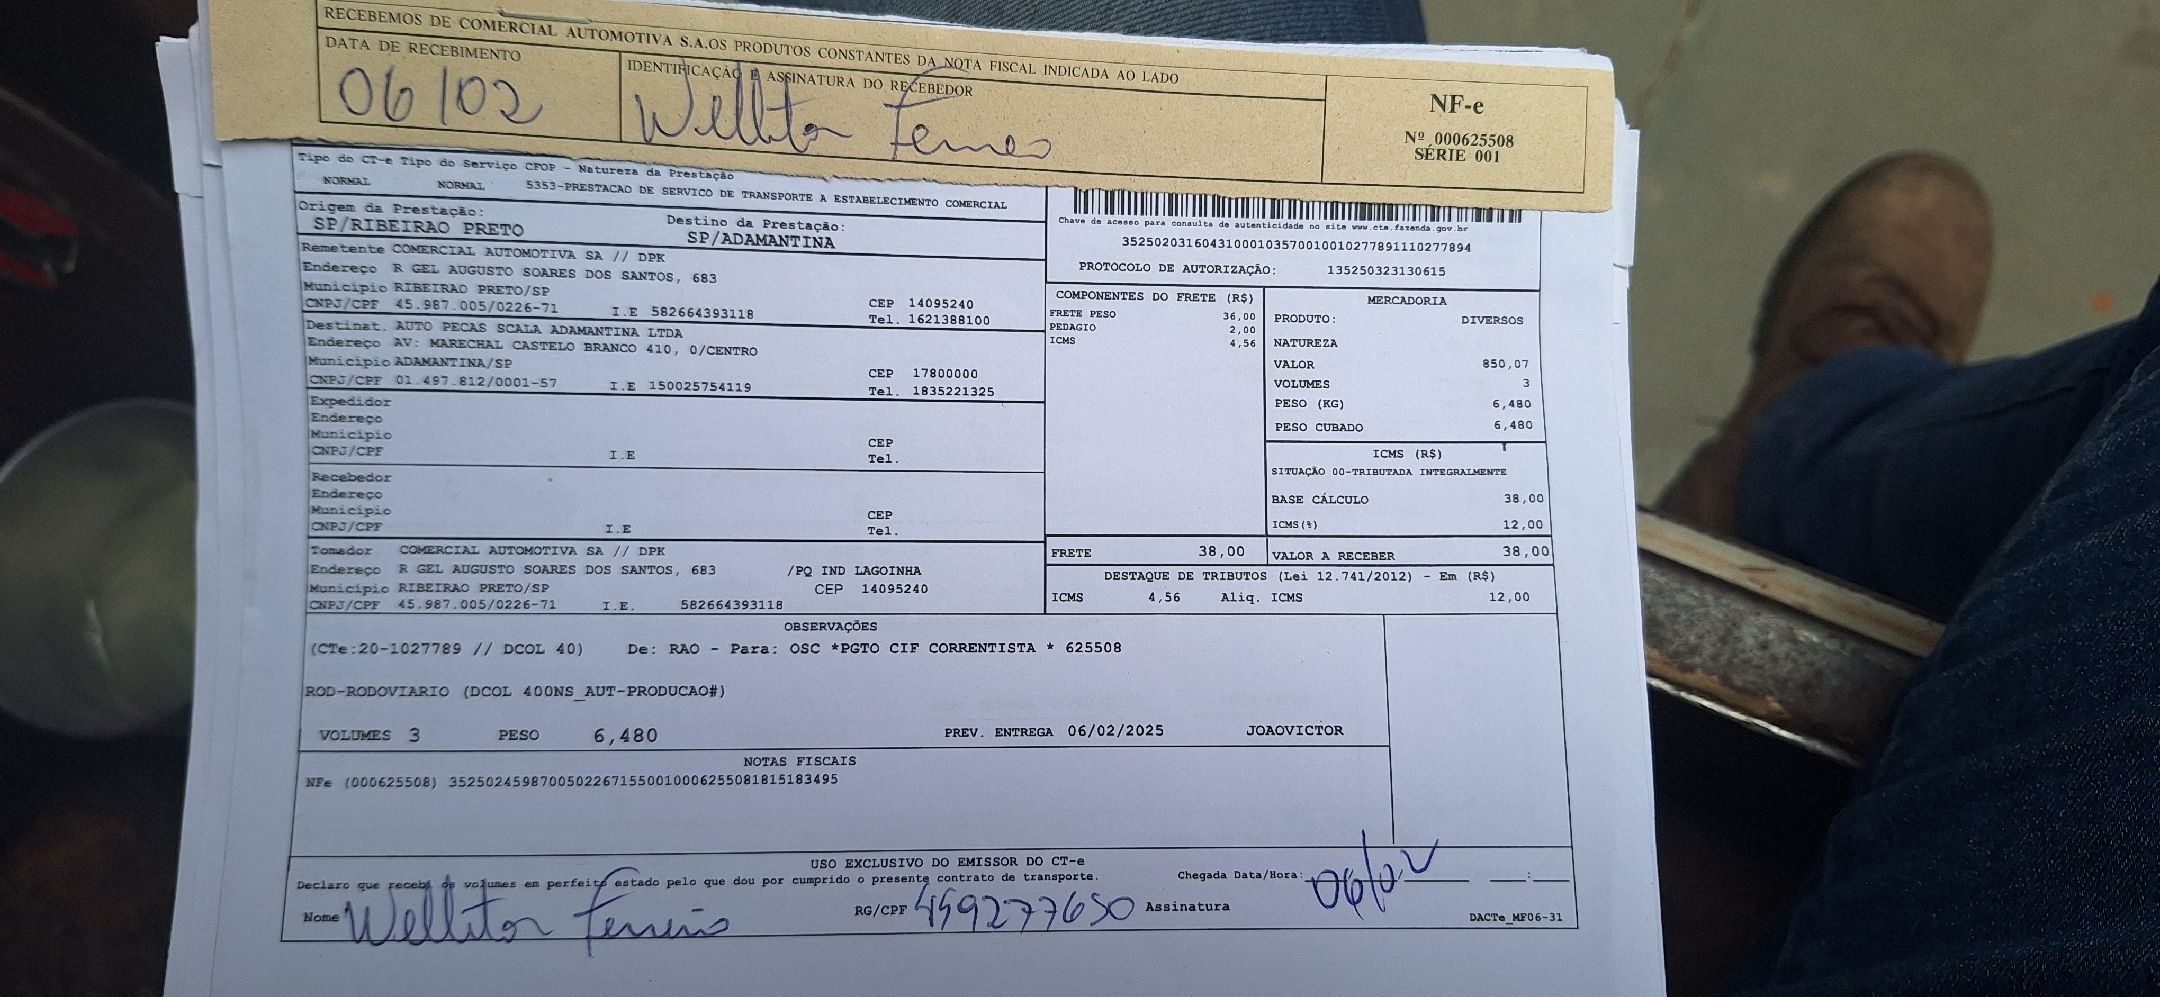 RECEBEMOS DE COMERCIAL AUTOMOTIVA S.A.OS PRODUTOS CONSTANTES DA NOTA FISCAL INDICADA AO LADO
DATA DE RECEBIMENTO
06/02
IDENTIFICAÇÃO E ASSINATURA DO RECEBEDOR
Welliton Ferreira
NF-e
Nº 000625508
SÉRIE 001
Tipo do CT-e Tipo do Serviço CFOP - Natureza da Prestação
NORMAL NORMAL 5353-PRESTACAO DE SERVICO DE TRANSPORTE A ESTABELECIMENTO COMERCIAL
Origem da Prestação: Destino da Prestação:
SP/RIBEIRAO PRETO SP/ADAMANTINA
Remetente COMERCIAL AUTOMOTIVA SA // DPK
Endereço R GEL AUGUSTO SOARES DOS SANTOS, 683
Município RIBEIRAO PRETO/SP CEP 14095240
CNPJ/CPF 45.987.005/0226-71 I.E 582664393118 Tel. 1621388100
Destinat. AUTO PECAS SCALA ADAMANTINA LTDA
Endereço AV: MARECHAL CASTELO BRANCO 410, 0/CENTRO
Município ADAMANTINA/SP CEP 17800000
CNPJ/CPF 01.497.812/0001-57 I.E 150025754119 Tel. 1835221325
Expedidor
Endereço
Município CEP
CNPJ/CPF I.E Tel.
Recebedor
Endereço
Município CEP
CNPJ/CPF I.E Tel.
Tomador COMERCIAL AUTOMOTIVA SA // DPK
Endereço R GEL AUGUSTO SOARES DOS SANTOS, 683 /PQ IND LAGOINHA
Município RIBEIRAO PRETO/SP CEP 14095240
CNPJ/CPF 45.987.005/0226-71 I.E. 582664393118
Chave de acesso para consulta de autenticidade no site www.cte.fazenda.gov.br
35250203160431000103570010010277891110277894
PROTOCOLO DE AUTORIZAÇÃO: 135250323130615
COMPONENTES DO FRETE (R$)
FRETE PESO 36,00
PEDAGIO 2,00
ICMS 4,56
MERCADORIA
PRODUTO: DIVERSOS
NATUREZA
VALOR 850,07
VOLUMES 3
PESO (KG) 6,480
PESO CUBADO 6,480
ICMS (R$)
SITUAÇÃO 00-TRIBUTADA INTEGRALMENTE
BASE CÁLCULO 38,00
ICMS(%) 12,00
FRETE 38,00 VALOR A RECEBER 38,00
DESTAQUE DE TRIBUTOS (Lei 12.741/2012) - Em (R$)
ICMS 4,56 Aliq. ICMS 12,00
OBSERVAÇÕES
(CTe:20-1027789 // DCOL 40) De: RAO - Para: OSC *PGTO CIF CORRENTISTA * 625508
ROD-RODOVIARIO (DCOL 400NS_AUT-PRODUCAO#)
VOLUMES 3 PESO 6,480 PREV. ENTREGA 06/02/2025 JOAOVICTOR
NOTAS FISCAIS
NFe (000625508) 35250245987005022671550010006255081815183495
USO EXCLUSIVO DO EMISSOR DO CT-e
Declaro que recebi os volumes em perfeito estado pelo que dou por cumprido o presente contrato de transporte. Chegada Data/Hora: 06/02
Nome Welliton Ferreira RG/CPF 459277650 Assinatura
DACTe_MF06-31